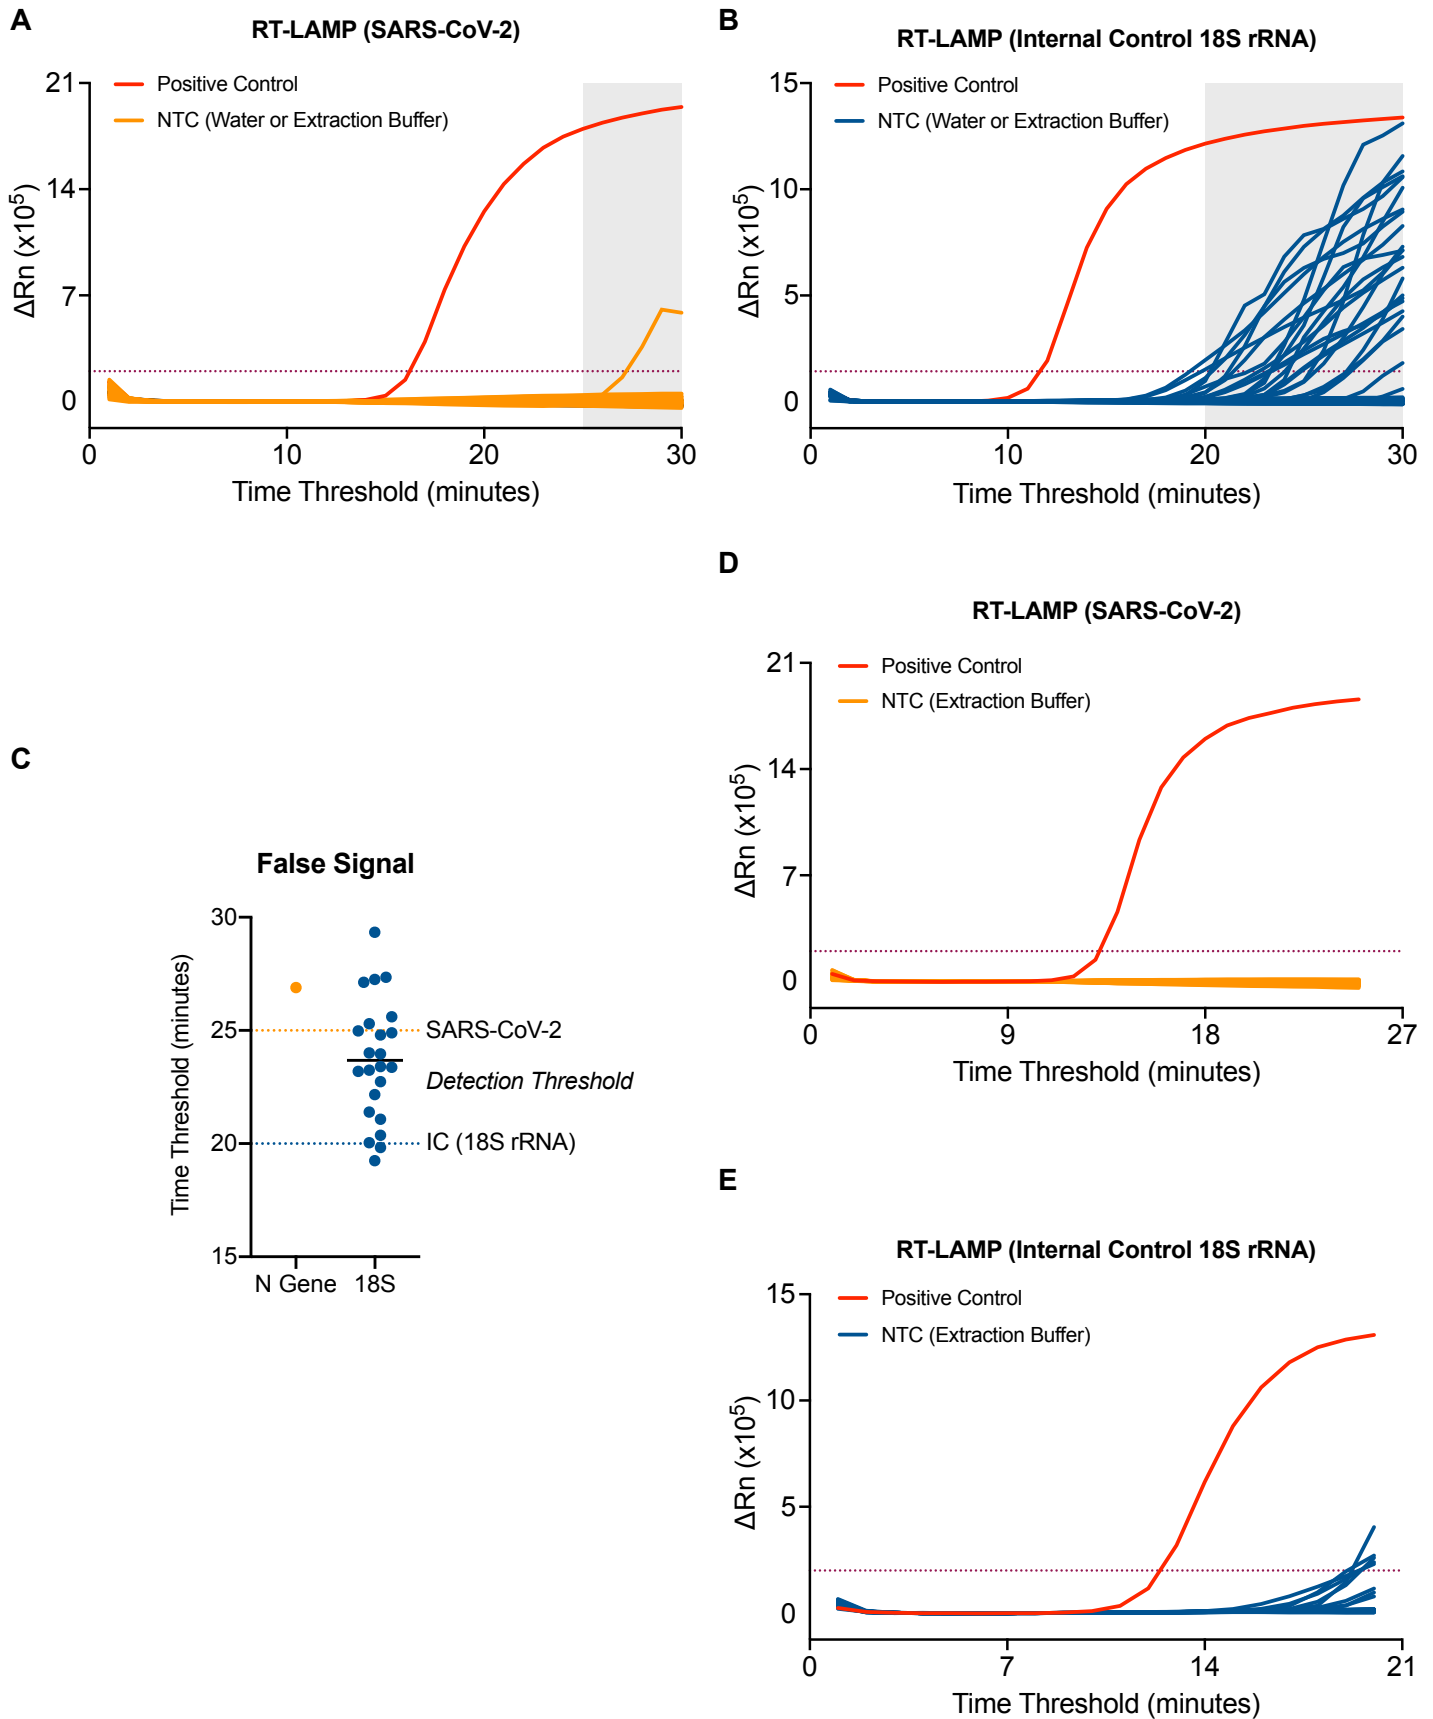 A
RT-LAMP (SARS-CoV-2)
Positive Control
NTC (Water or Extraction Buffer)
ΔRn (x10⁵)
21
14
7
0
0 10 20 30
Time Threshold (minutes)
B
RT-LAMP (Internal Control 18S rRNA)
Positive Control
NTC (Water or Extraction Buffer)
ΔRn (x10⁵)
15
10
5
0
0 10 20 30
Time Threshold (minutes)
C
False Signal
Time Threshold (minutes)
30
25
20
15
SARS-CoV-2
Detection Threshold
IC (18S rRNA)
N Gene 18S
D
RT-LAMP (SARS-CoV-2)
Positive Control
NTC (Extraction Buffer)
ΔRn (x10⁵)
21
14
7
0
0 9 18 27
Time Threshold (minutes)
E
RT-LAMP (Internal Control 18S rRNA)
Positive Control
NTC (Extraction Buffer)
ΔRn (x10⁵)
15
10
5
0
0 7 14 21
Time Threshold (minutes)